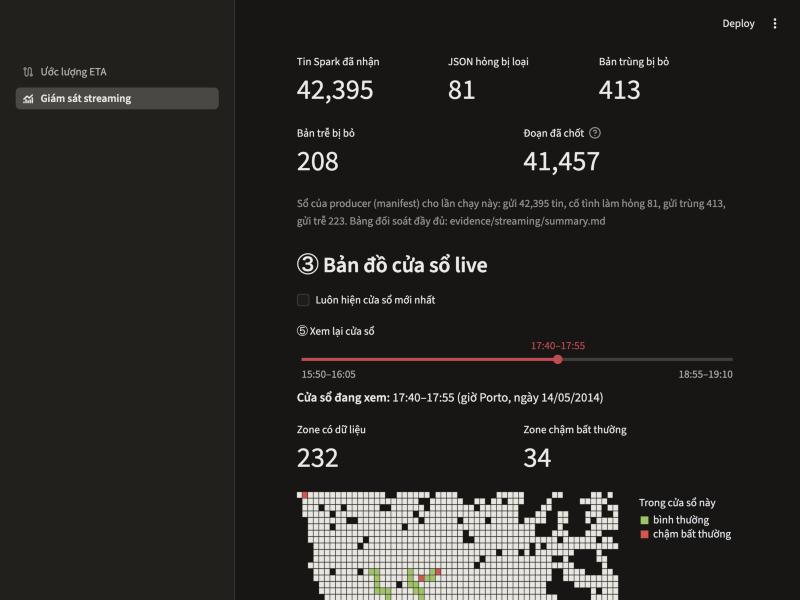 Deploy
Ước lượng ETA
Giám sát streaming
Tin Spark đã nhận
JSON hỏng bị loại
Bản trùng bị bỏ
42,395
81
413
Bản trễ bị bỏ
Đoạn đã chốt
208
41,457
Số của producer (manifest) cho lần chạy này: gửi 42,395 tin, cố tình làm hỏng 81, gửi trùng 413,
gửi trễ 223. Bảng đối soát đầy đủ: evidence/streaming/summary.md
③ Bản đồ cửa sổ live
Luôn hiện cửa sổ mới nhất
⑤ Xem lại cửa sổ
17:40–17:55
15:50–16:05
18:55–19:10
Cửa sổ đang xem: 17:40–17:55 (giờ Porto, ngày 14/05/2014)
Zone có dữ liệu
Zone chậm bất thường
232
34
Trong cửa sổ này
bình thường
chậm bất thường